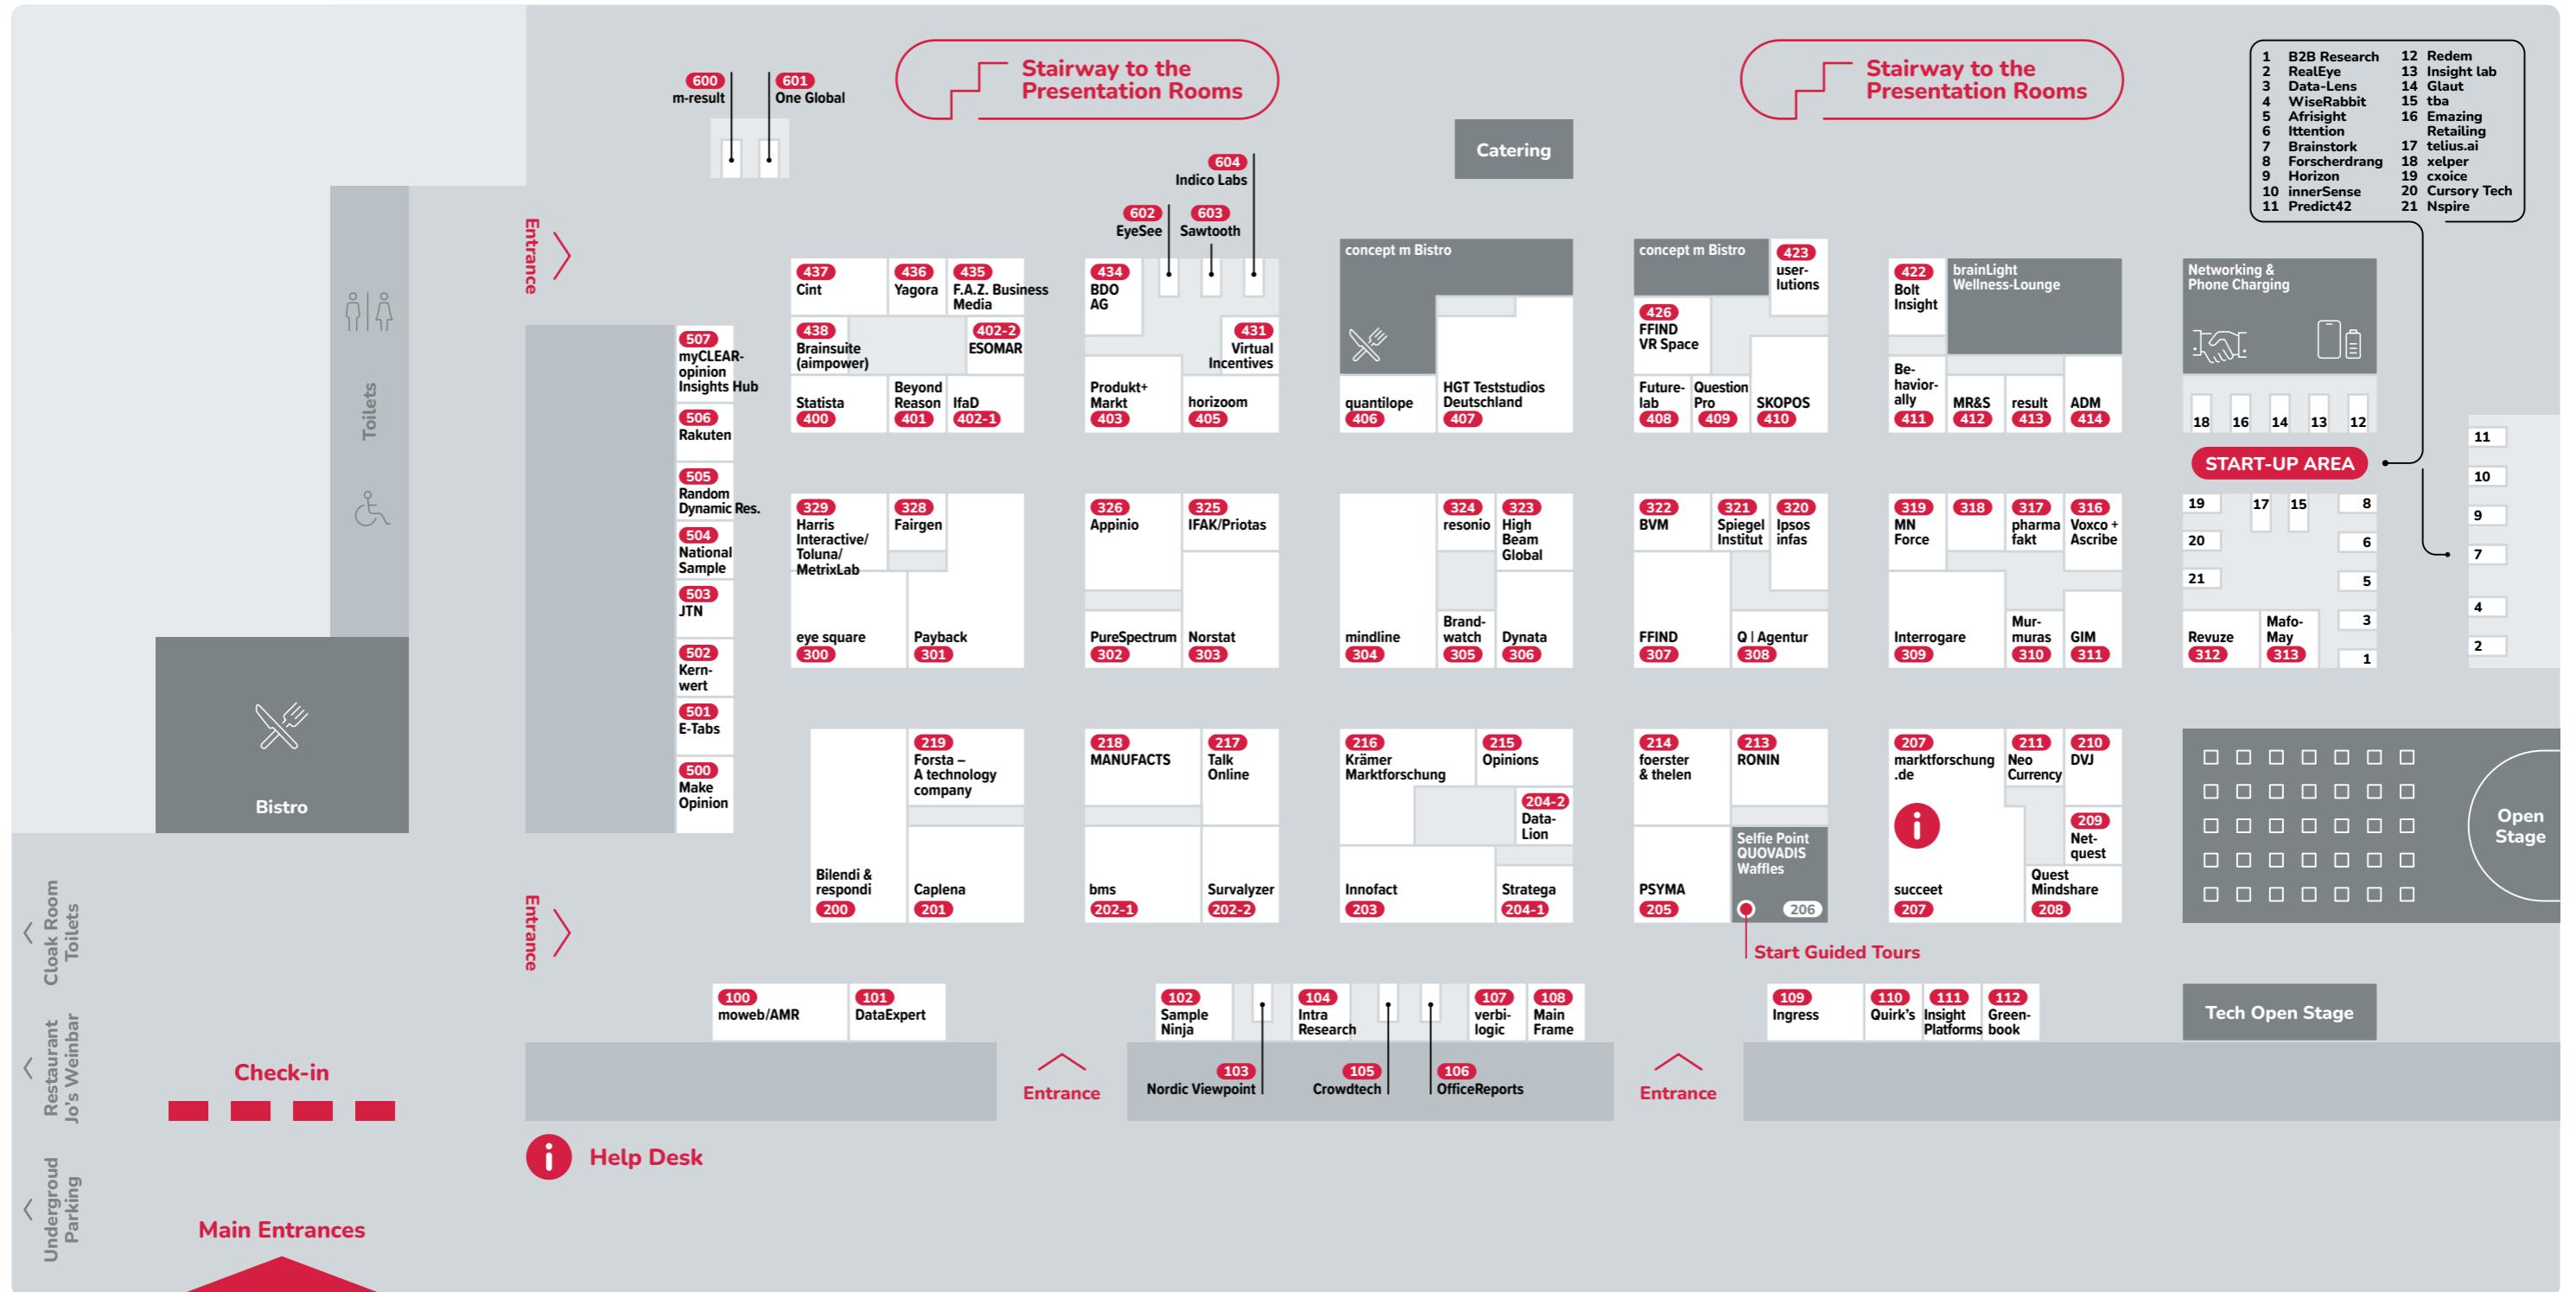 Stairway to the
Presentation Rooms
Stairway to the
Presentation Rooms
1 B2B Research
2 RealEye
3 Data-Lens
4 WiseRabbit
5 Afrisight
6 Ittention
7 Brainstork
8 Forscherdrang
9 Horizon
10 innerSense
11 Predict42
12 Redem
13 Insight lab
14 Glaut
15 tba
16 Emazing
Retailing
17 telius.ai
18 xelper
19 cxoice
20 Cursory Tech
21 Nspire
600
m-result
601
One Global
Catering
604
Indico Labs
602
EyeSee
603
Sawtooth
Entrance
Toilets
437
Cint
436
Yagora
435
F.A.Z. Business
Media
438
Brainsuite
(aimpower)
402-2
ESOMAR
Statista
400
Beyond
Reason
401
IfaD
402-1
434
BDO
AG
431
Virtual
Incentives
Produkt+
Markt
403
horizoom
405
concept m Bistro
quantilope
406
HGT Teststudios
Deutschland
407
concept m Bistro
423
user-
lutions
426
FFIND
VR Space
Future-
lab
408
Question
Pro
409
SKOPOS
410
422
Bolt
Insight
brainLight
Wellness-Lounge
Be-
havior-
ally
411
MR&S
412
result
413
ADM
414
Networking &
Phone Charging
18
16
14
13
12
START-UP AREA
11
10
9
7
4
2
507
myCLEAR-
opinion
Insights Hub
506
Rakuten
505
Random
Dynamic Res.
504
National
Sample
503
JTN
502
Kern-
wert
501
E-Tabs
500
Make
Opinion
329
Harris
Interactive/
Toluna/
MetrixLab
328
Fairgen
eye square
300
Payback
301
326
Appinio
325
IFAK/Priotas
PureSpectrum
302
Norstat
303
324
resonio
323
High
Beam
Global
mindline
304
Brand-
watch
305
Dynata
306
322
BVM
321
Spiegel
Institut
320
Ipsos
infas
FFIND
307
Q | Agentur
308
319
MN
Force
318
317
pharma
fakt
316
Voxco +
Ascribe
Interrogare
309
Mur-
muras
310
GIM
311
19
17
15
8
20
6
21
5
3
1
Revuze
312
Mafo-
May
313
Bistro
Bilendi &
respondi
200
219
Forsta –
A technology
company
Caplena
201
218
MANUFACTS
217
Talk
Online
bms
202-1
Survalyzer
202-2
216
Krämer
Marktforschung
215
Opinions
204-2
Data-
Lion
Innofact
203
Stratega
204-1
214
foerster
& thelen
213
RONIN
PSYMA
205
Selfie Point
QUOVADIS
Waffles
206
Start Guided Tours
207
marktforschung
.de
211
Neo
Currency
210
DVJ
209
Net-
quest
i
succeet
207
Quest
Mindshare
208
Open
Stage
Entrance
Cloak Room
Toilets
Restaurant
Jo's Weinbar
Undergroud
Parking
100
moweb/AMR
101
DataExpert
102
Sample
Ninja
104
Intra
Research
107
verbi-
logic
108
Main
Frame
109
Ingress
110
Quirk's
111
Insight
Platforms
112
Green-
book
Tech Open Stage
Entrance
103
Nordic Viewpoint
105
Crowdtech
106
OfficeReports
Entrance
Check-in
i
Help Desk
Main Entrances